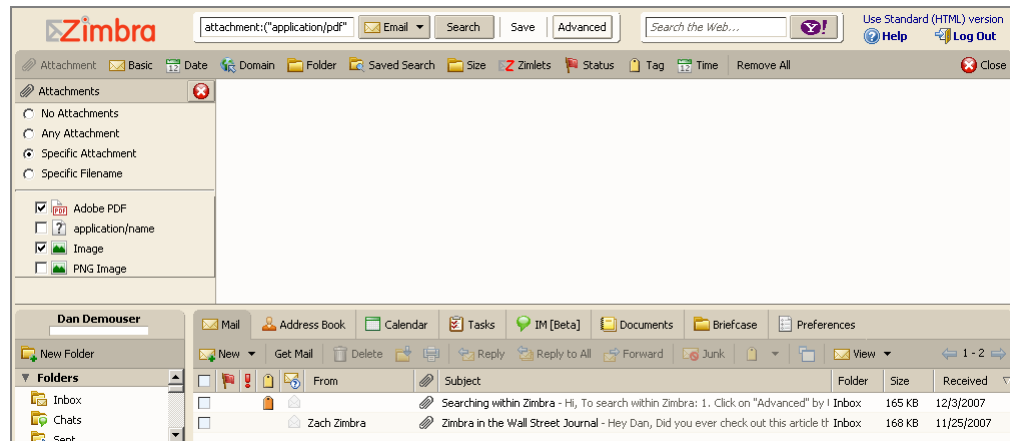 Zimbra
attachment:("application/pdf" Email Search Save Advanced Search the Web... Y! Use Standard (HTML) version
Help Log Out
Attachment Basic 12 Date Domain Folder Saved Search Size Z Zimlets Status Tag 12 Time Remove All Close
Attachments
No Attachments
Any Attachment
Specific Attachment
Specific Filename
PDF Adobe PDF
? application/name
Image
PNG Image
Dan Demouser
Mail Address Book Calendar Tasks IM [Beta] Documents Briefcase Preferences
New Folder
New Get Mail Delete Reply Reply to All Forward Junk View 1 - 2
Folders
From Subject Folder Size Received
Inbox
Searching within Zimbra - Hi, To search within Zimbra: 1. Click on "Advanced" by Inbox 165 KB 12/3/2007
Chats
Zach Zimbra Zimbra in the Wall Street Journal - Hey Dan, Did you ever check out this article th Inbox 168 KB 11/25/2007
Sent